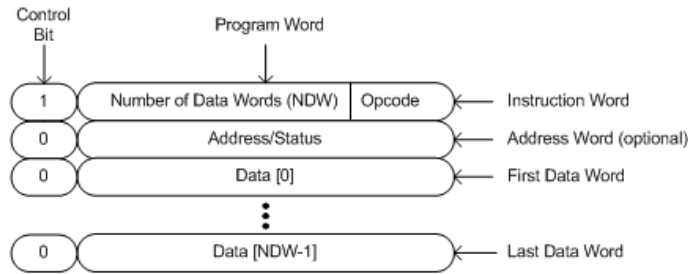 Control
Bit
Program Word
1 Number of Data Words (NDW) Opcode Instruction Word
0 Address/Status Address Word (optional)
0 Data [0] First Data Word
0 Data [NDW-1] Last Data Word